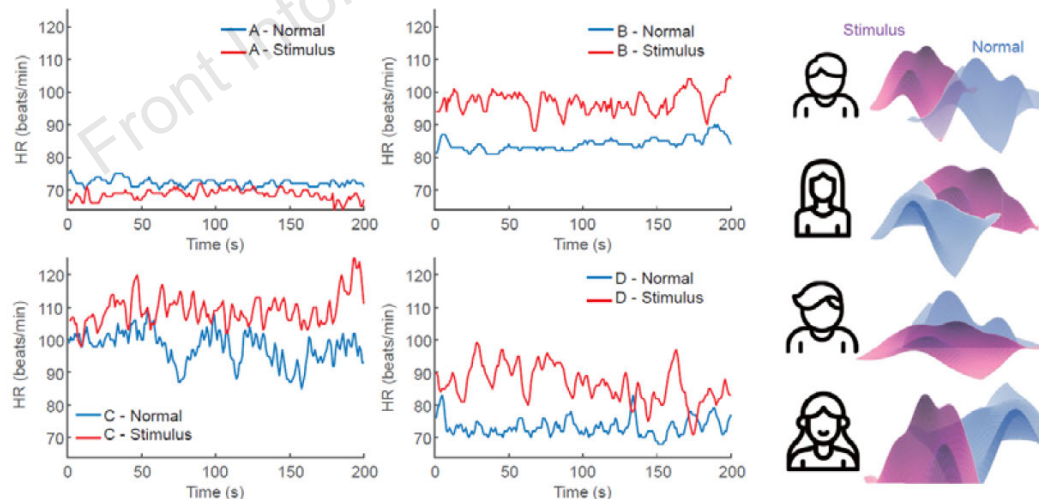 Front Infor
A - Normal
A - Stimulus
HR (beats/min)
120
110
100
90
80
70
0
50
100
150
200
Time (s)
B - Normal
B - Stimulus
HR (beats/min)
120
110
100
90
80
70
0
50
100
150
200
Time (s)
Stimulus
Normal
HR (beats/min)
120
110
100
90
80
70
C - Normal
C - Stimulus
0
50
100
150
200
Time (s)
D - Normal
D - Stimulus
HR (beats/min)
120
110
100
90
80
70
0
50
100
150
200
Time (s)